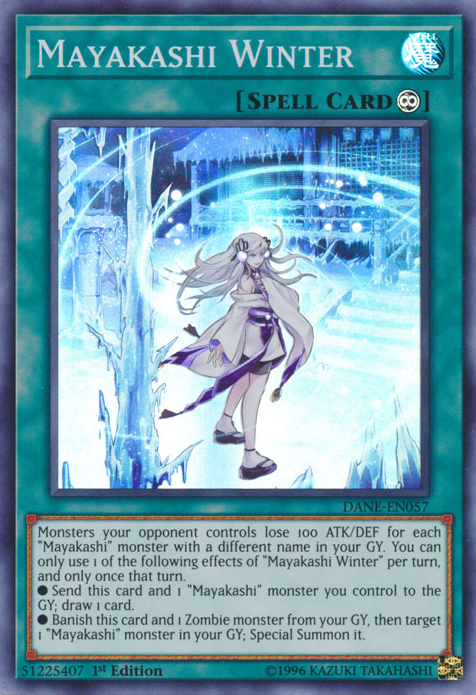 MAYAKASHI WINTER
魔
[SPELL CARD]
DANE-EN057
Monsters your opponent controls lose 100 ATK/DEF for each
"Mayakashi" monster with a different name in your GY. You can
only use 1 of the following effects of "Mayakashi Winter" per turn,
and only once that turn.
●Send this card and 1 "Mayakashi" monster you control to the
GY; draw 1 card.
●Banish this card and 1 Zombie monster from your GY, then target
1 "Mayakashi" monster in your GY; Special Summon it.
51225407 1st Edition ©1996 KAZUKI TAKAHASHI